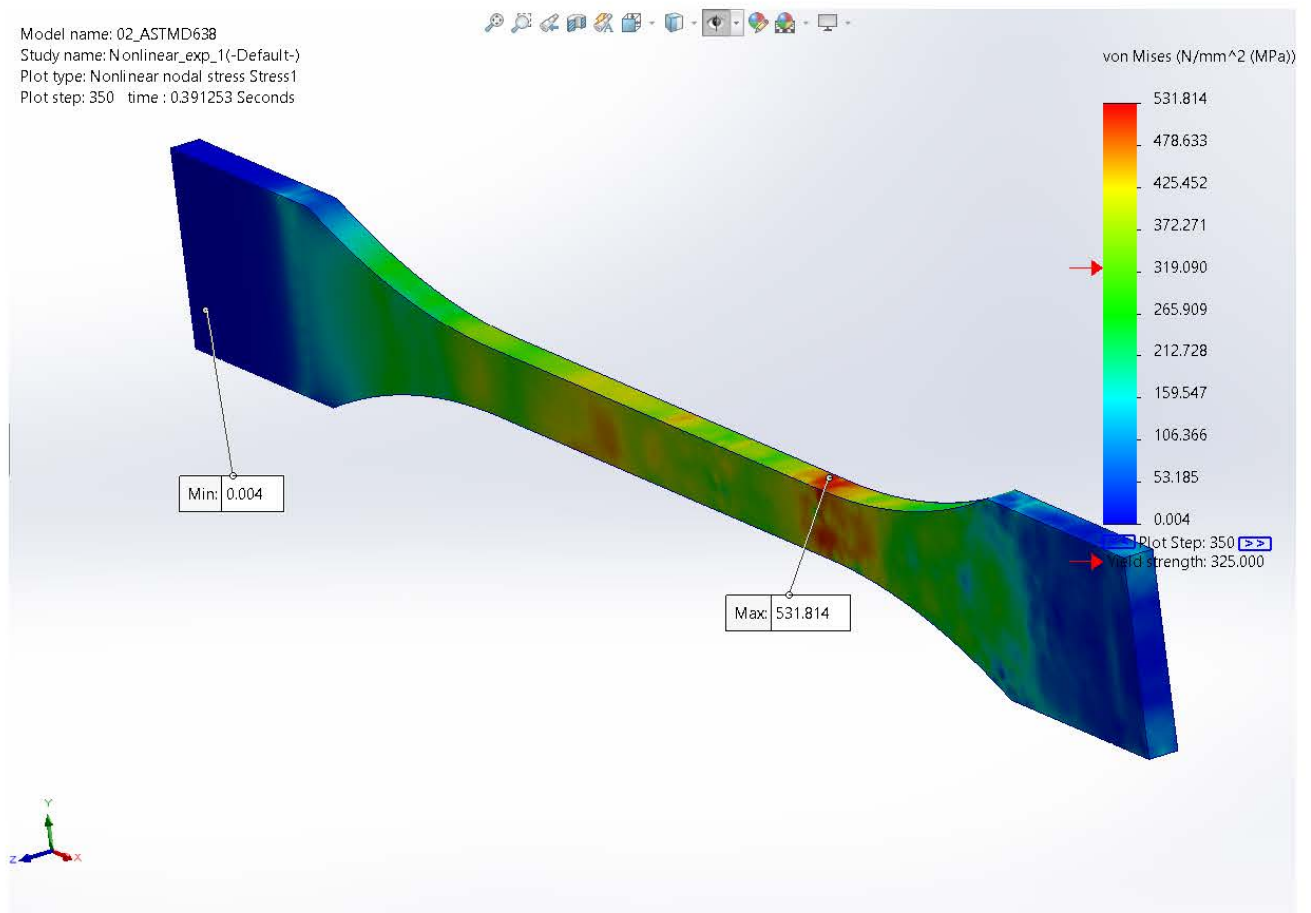 Model name: 02_ASTMD638
Study name: Nonlinear_exp_1(-Default-)
Plot type: Nonlinear nodal stress Stress1
Plot step: 350 time : 0.391253 Seconds
von Mises (N/mm^2 (MPa))
531.814
478.633
425.452
372.271
319.090
265.909
212.728
159.547
106.366
53.185
0.004
Plot Step: 350 >>
Yield strength: 325.000
Min: 0.004
Max: 531.814
Y
Z
X